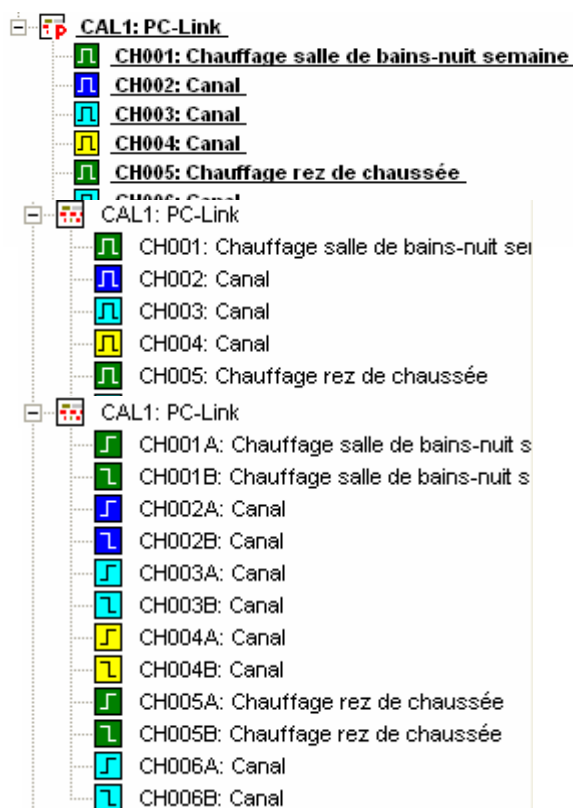 CAL1: PC-Link
CH001: Chauffage salle de bains-nuit semaine
CH002: Canal
CH003: Canal
CH004: Canal
CH005: Chauffage rez de chaussée
CH006: Canal
CAL1: PC-Link
CH001: Chauffage salle de bains-nuit sei
CH002: Canal
CH003: Canal
CH004: Canal
CH005: Chauffage rez de chaussée
CAL1: PC-Link
CH001A: Chauffage salle de bains-nuit s
CH001B: Chauffage salle de bains-nuit s
CH002A: Canal
CH002B: Canal
CH003A: Canal
CH003B: Canal
CH004A: Canal
CH004B: Canal
CH005A: Chauffage rez de chaussée
CH005B: Chauffage rez de chaussée
CH006A: Canal
CH006B: Canal